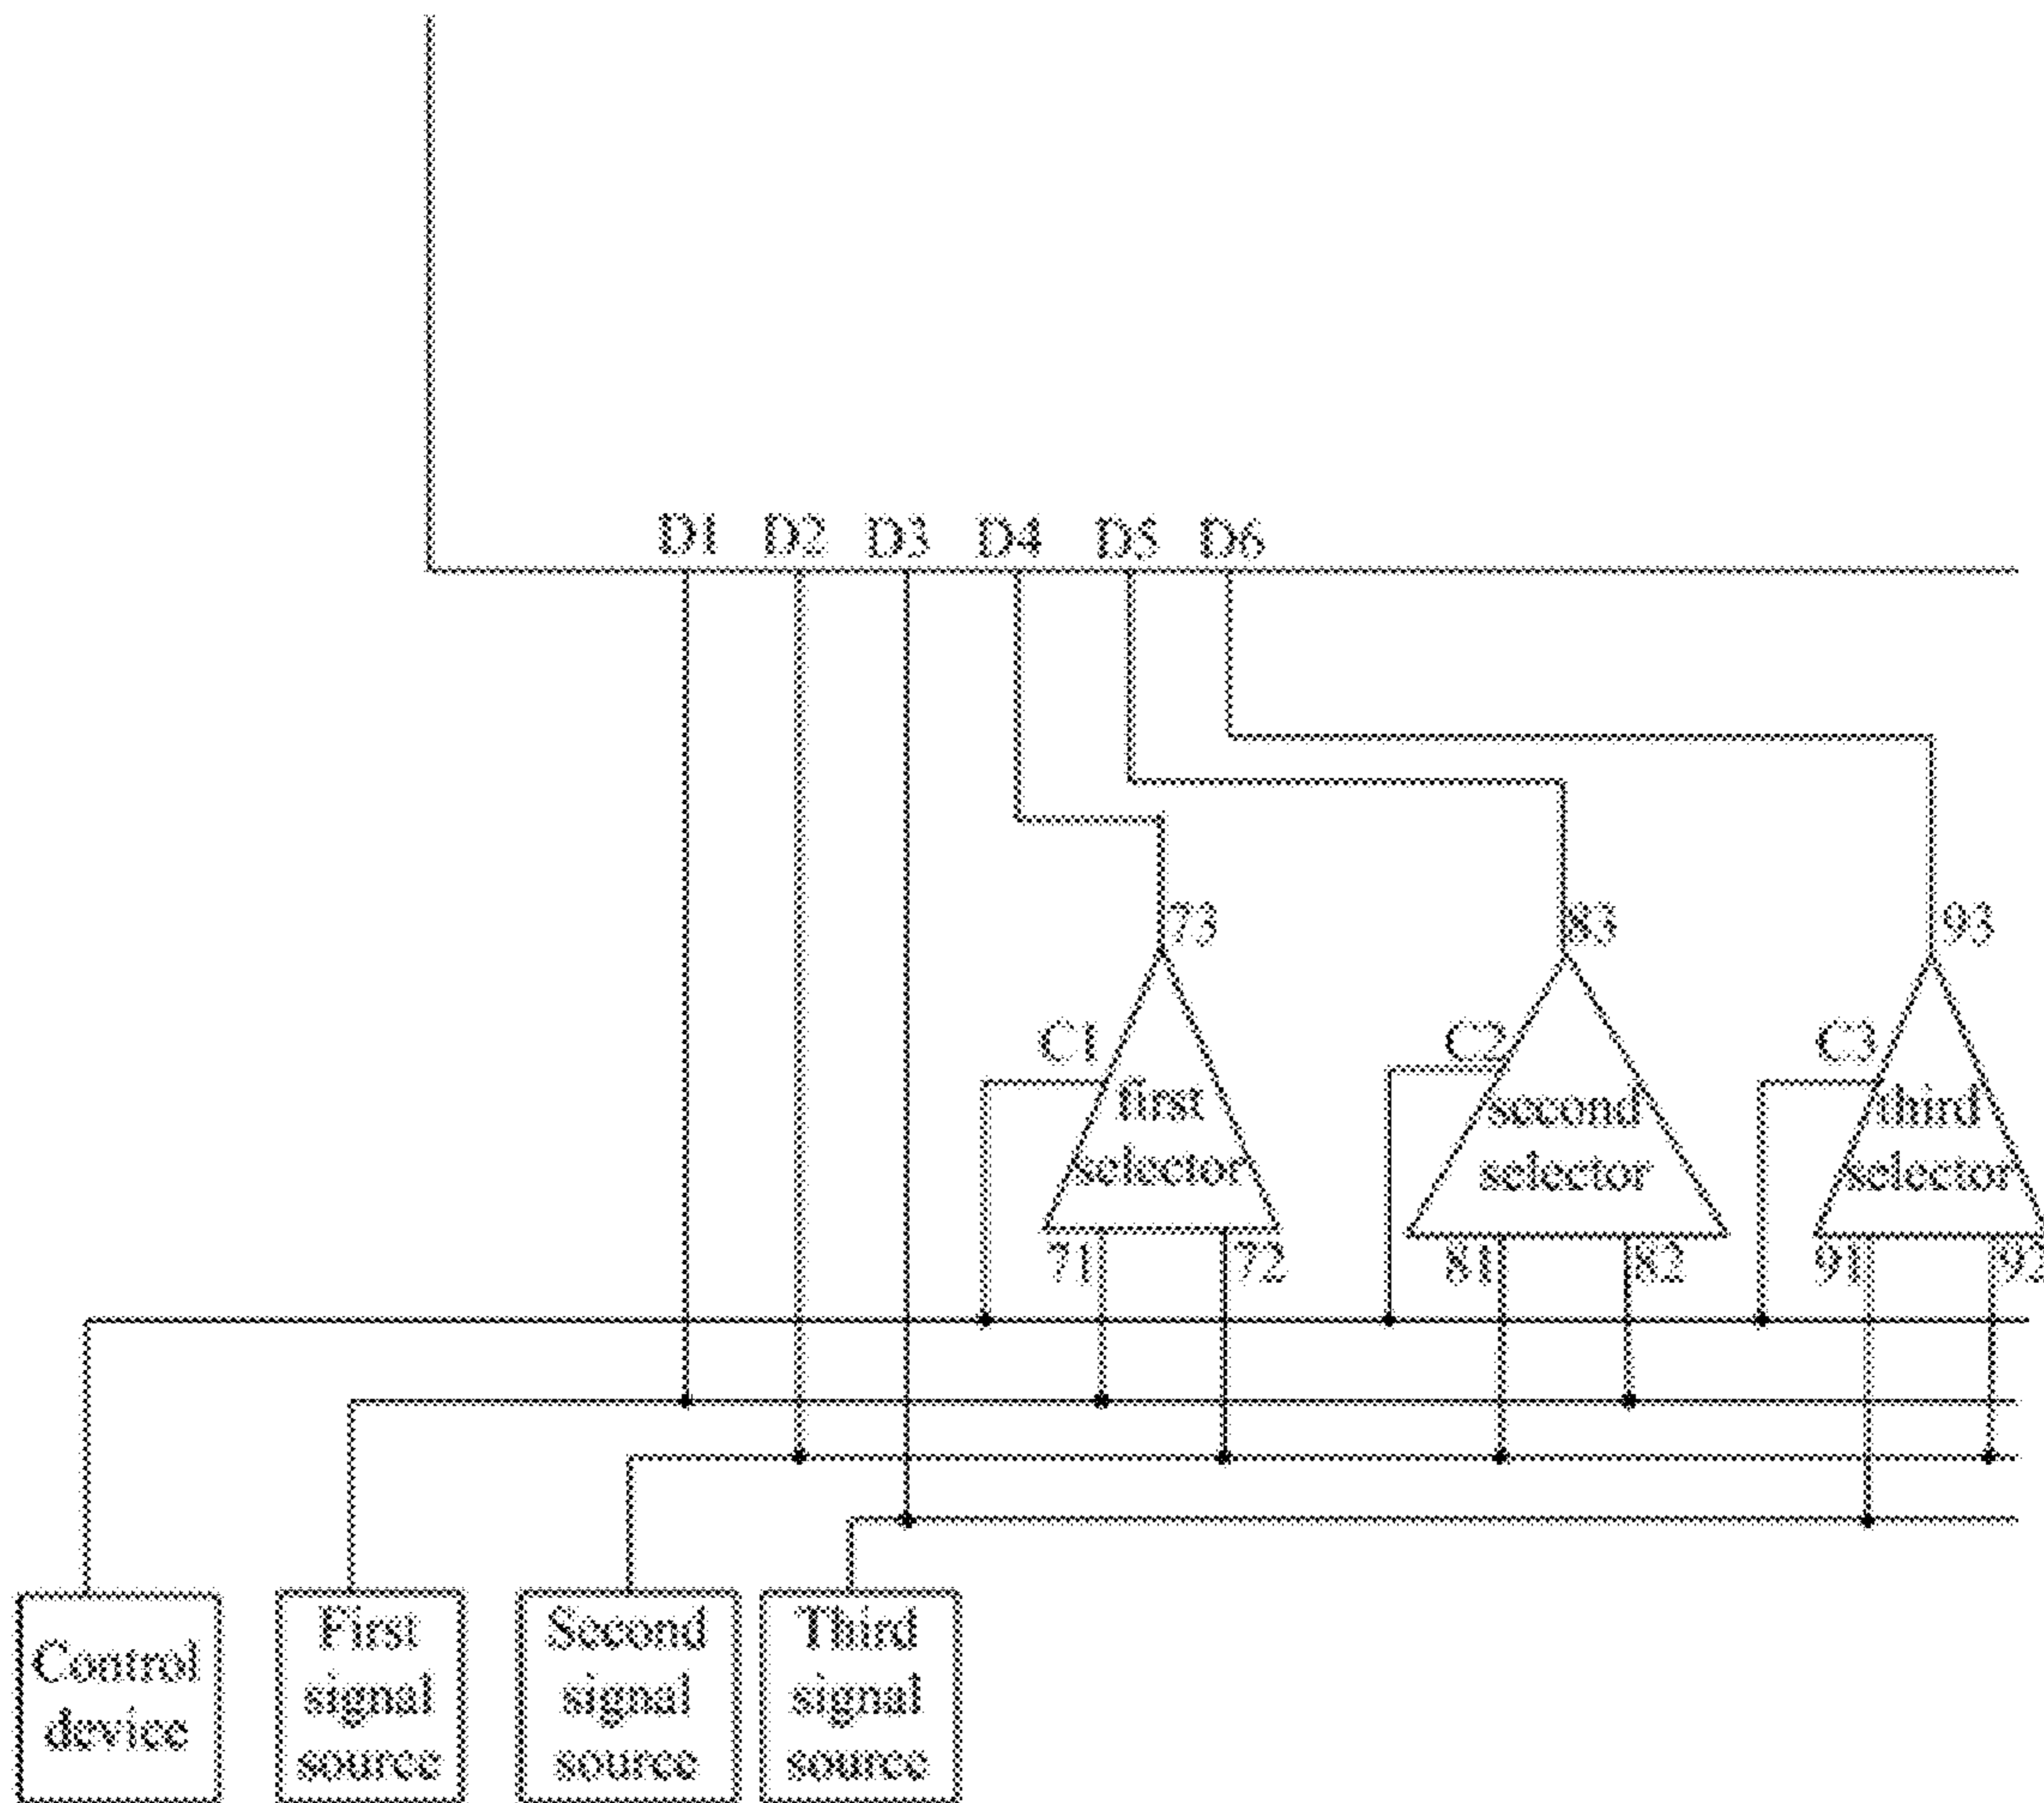 D1 D2 D3 D4 D5 D6
73 83 93
C1 C2 C3
first
selector
second
selector
third
selector
71 72 81 82 91 92
Control
device
First
signal
source
Second
signal
source
Third
signal
source